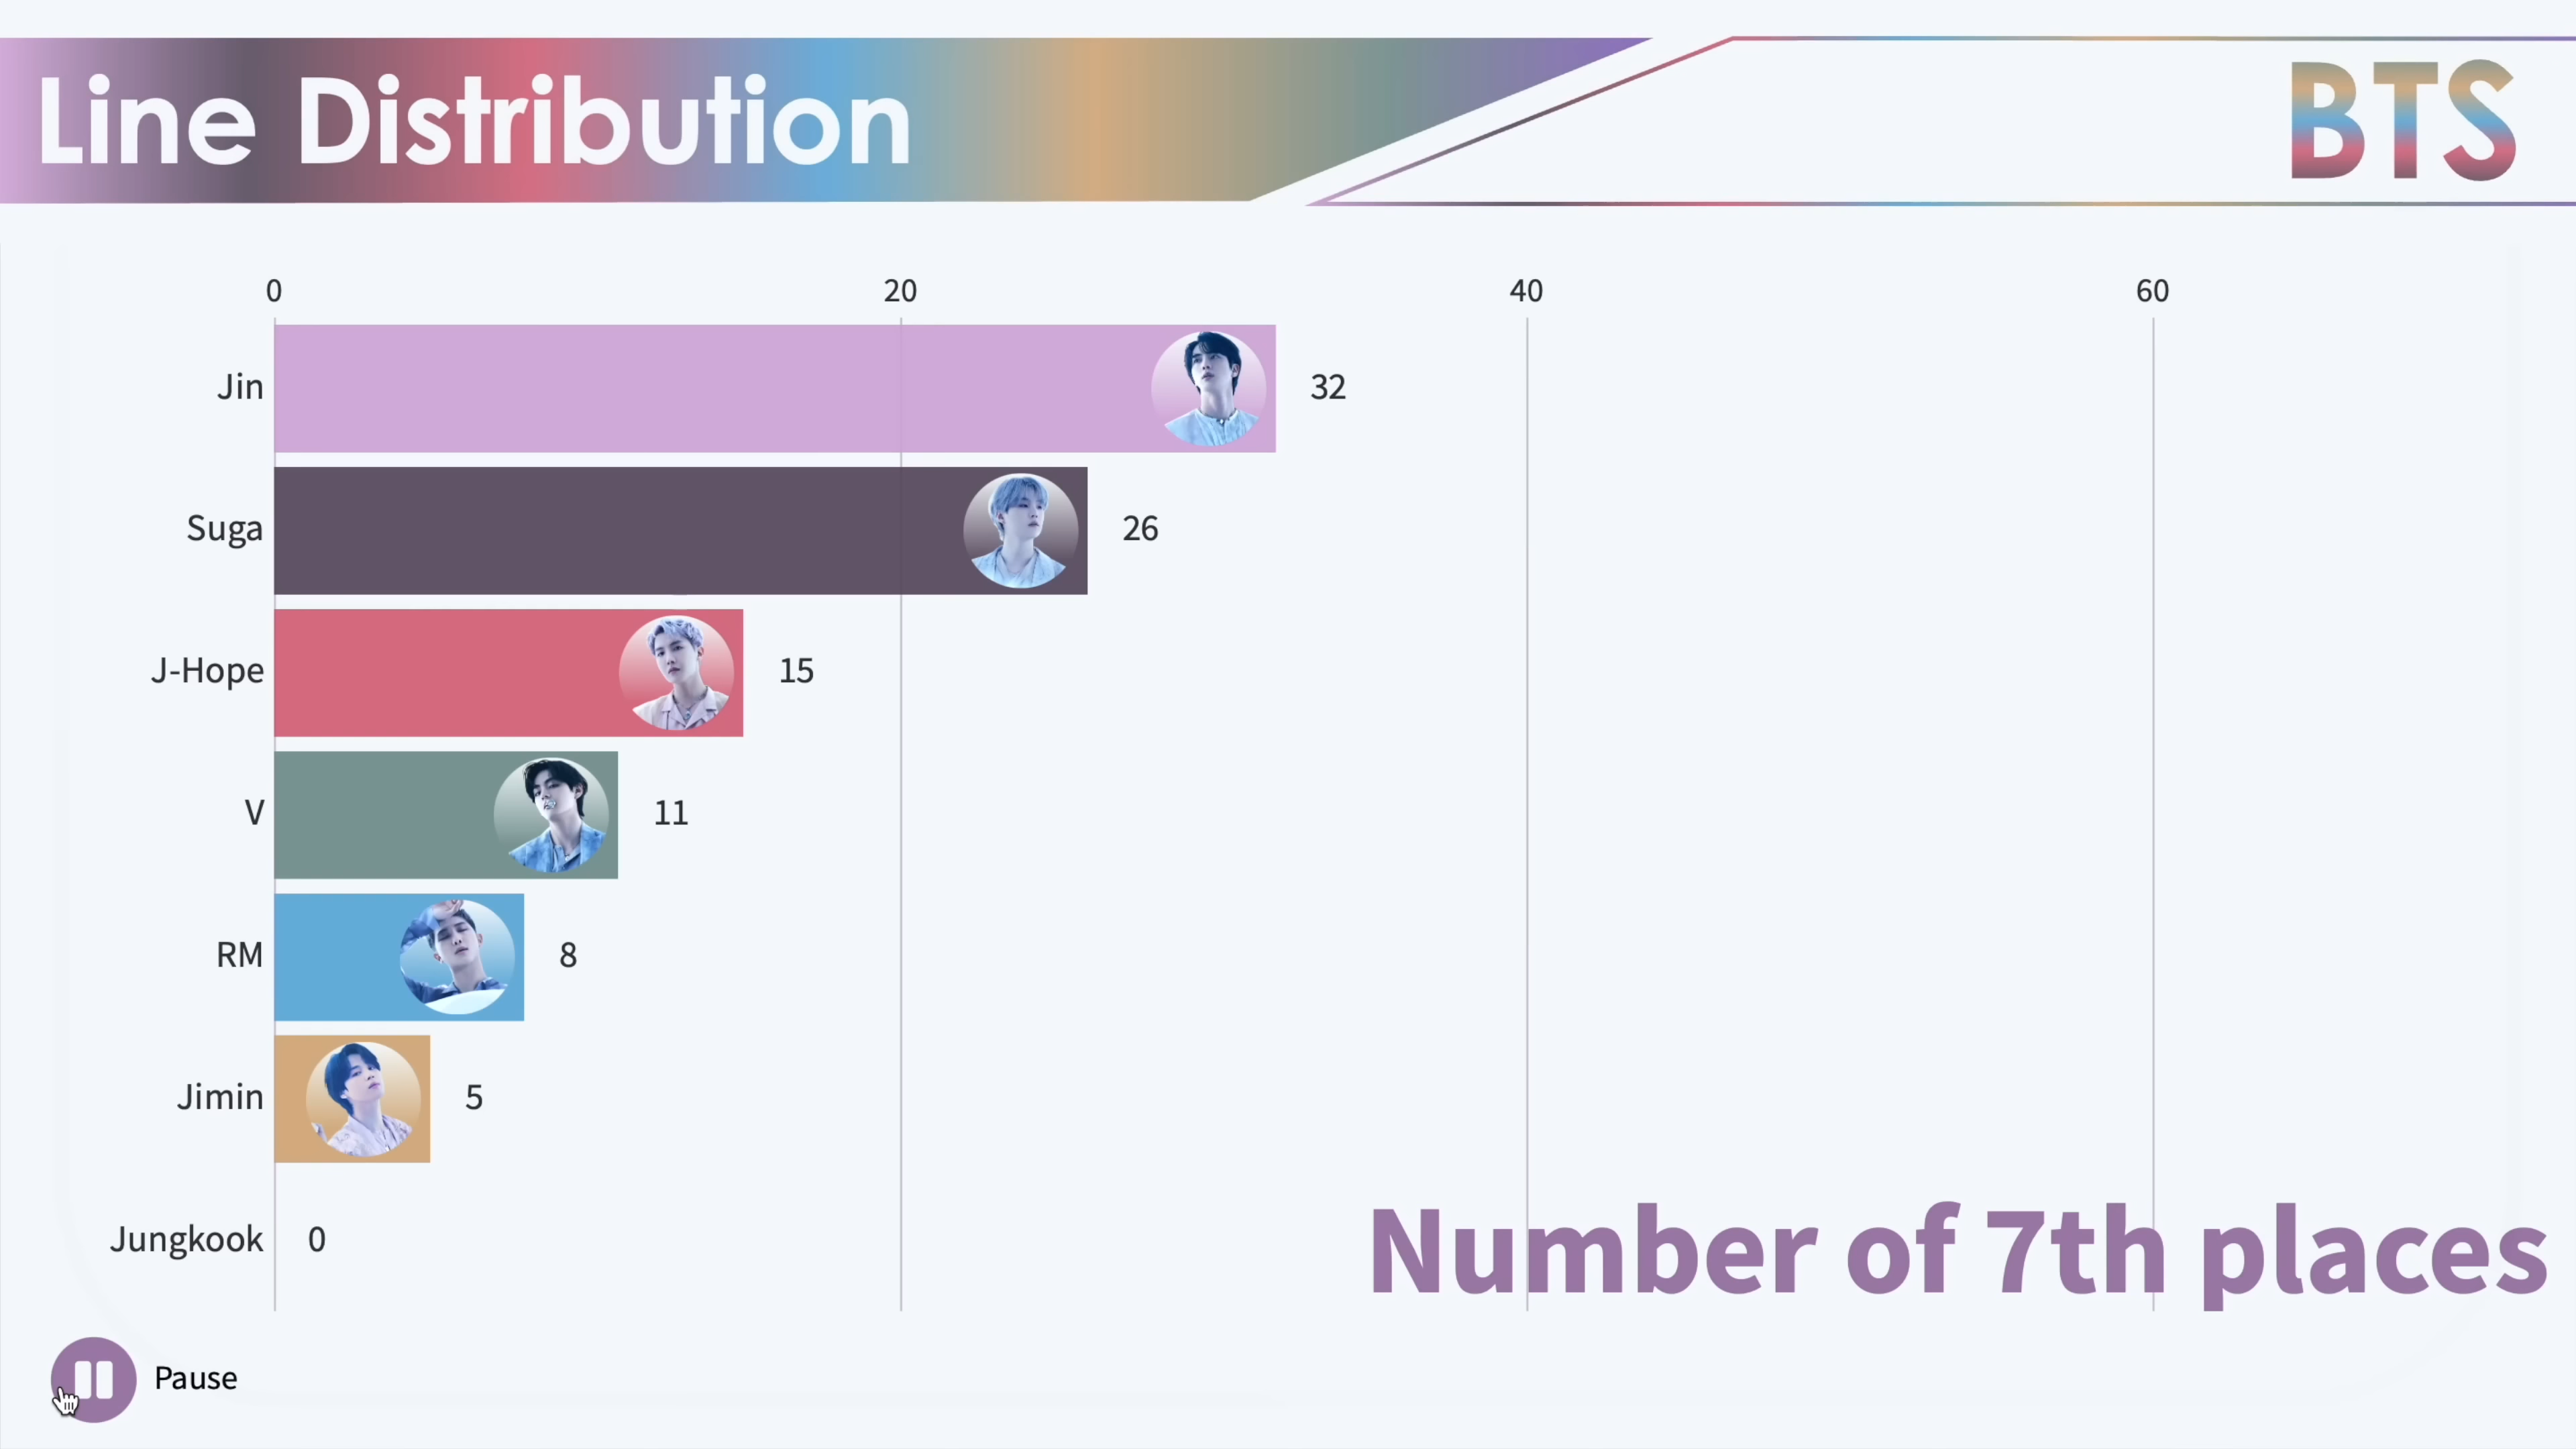 Line Distribution
BTS
0 20 40 60
Jin 32
Suga 26
J-Hope 15
V 11
RM 8
Jimin 5
Jungkook 0
Number of 7th places
Pause